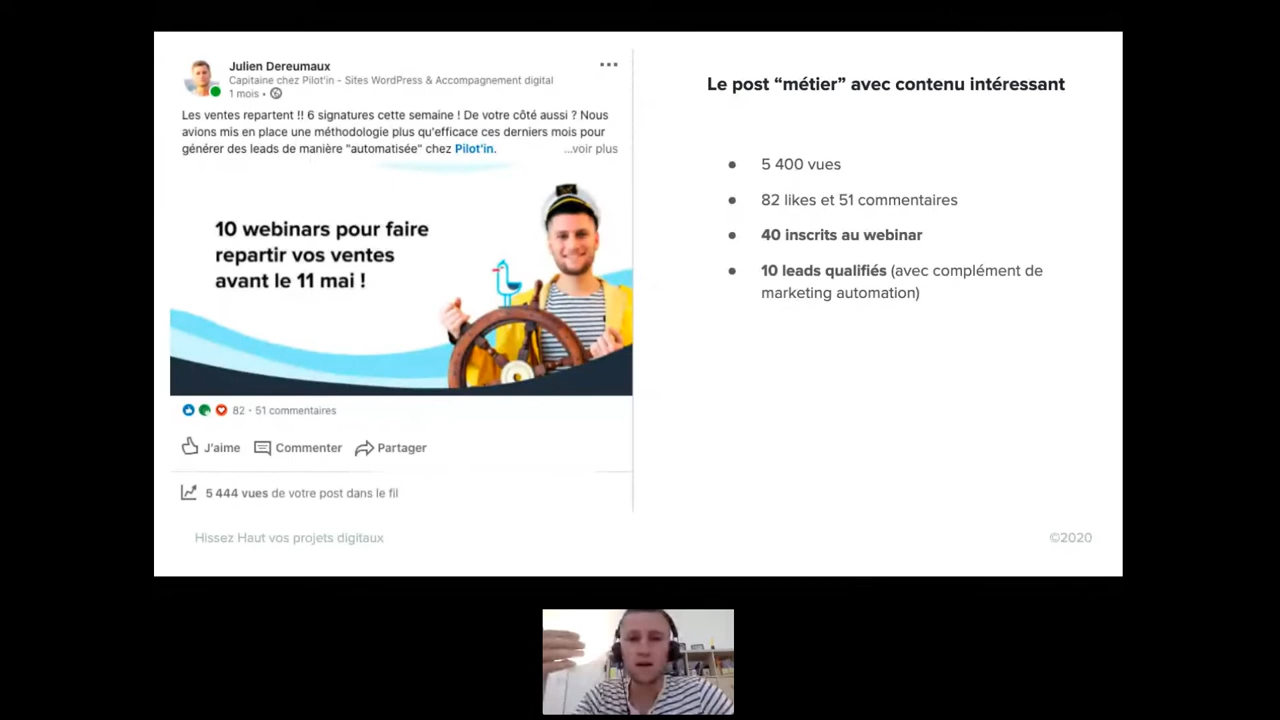 Julien Dereumaux
Capitaine chez Pilot'in - Sites WordPress & Accompagnement digital
1 mois •
Les ventes repartent !! 6 signatures cette semaine ! De votre côté aussi ? Nous
avions mis en place une méthodologie plus qu'efficace ces derniers mois pour
générer des leads de manière "automatisée" chez Pilot'in. ...voir plus
10 webinars pour faire
repartir vos ventes
avant le 11 mai !
82 · 51 commentaires
J'aime Commenter Partager
5 444 vues de votre post dans le fil
Le post “métier” avec contenu intéressant
● 5 400 vues
● 82 likes et 51 commentaires
● 40 inscrits au webinar
● 10 leads qualifiés (avec complément de
marketing automation)
Hissez Haut vos projets digitaux
©2020